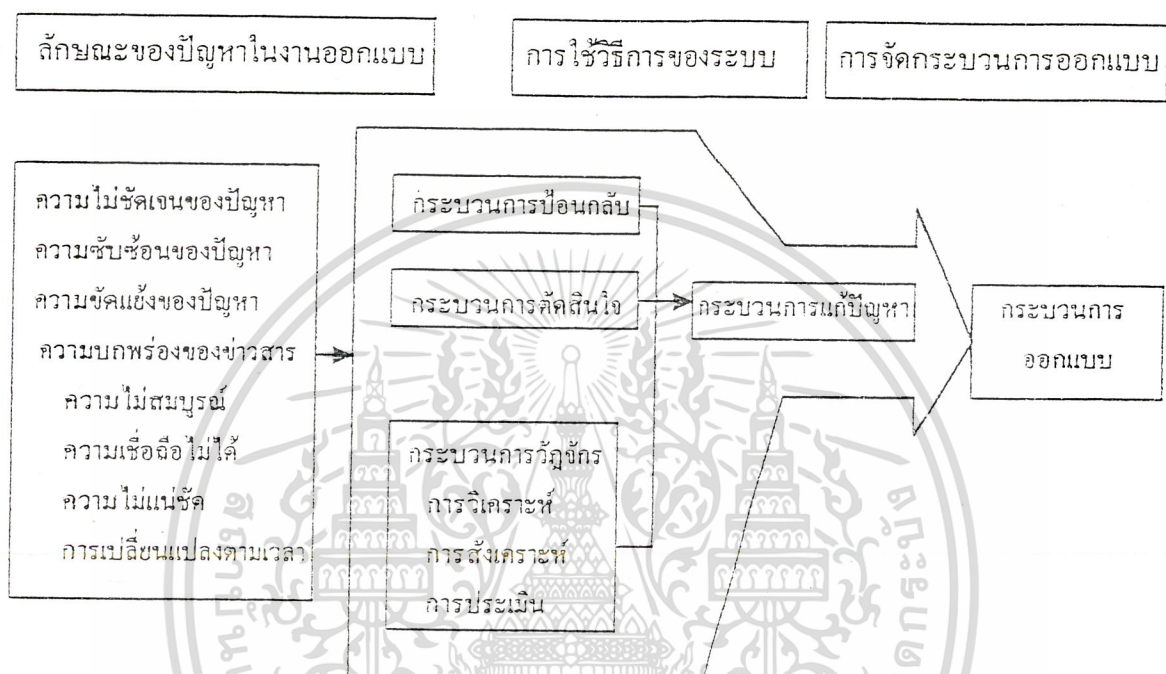 ลักษณะของปัญหาในงานออกแบบ
การใช้วิธีการของระบบ
การจัดกระบวนการออกแบบ
ความไม่ชัดเจนของปัญหา
ความซับซ้อนของปัญหา
ความขัดแย้งของปัญหา
ความบกพร่องของข่าวสาร
ความไม่สมบูรณ์
ความเชื่อถือไม่ได้
ความไม่แน่ชัด
การเปลี่ยนแปลงตามเวลา
กระบวนการป้อนกลับ
กระบวนการตัดสินใจ
กระบวนการวัฏจักร
การวิเคราะห์
การสังเคราะห์
การประเมิน
กระบวนการแก้ปัญหา
กระบวนการ
ออกแบบ